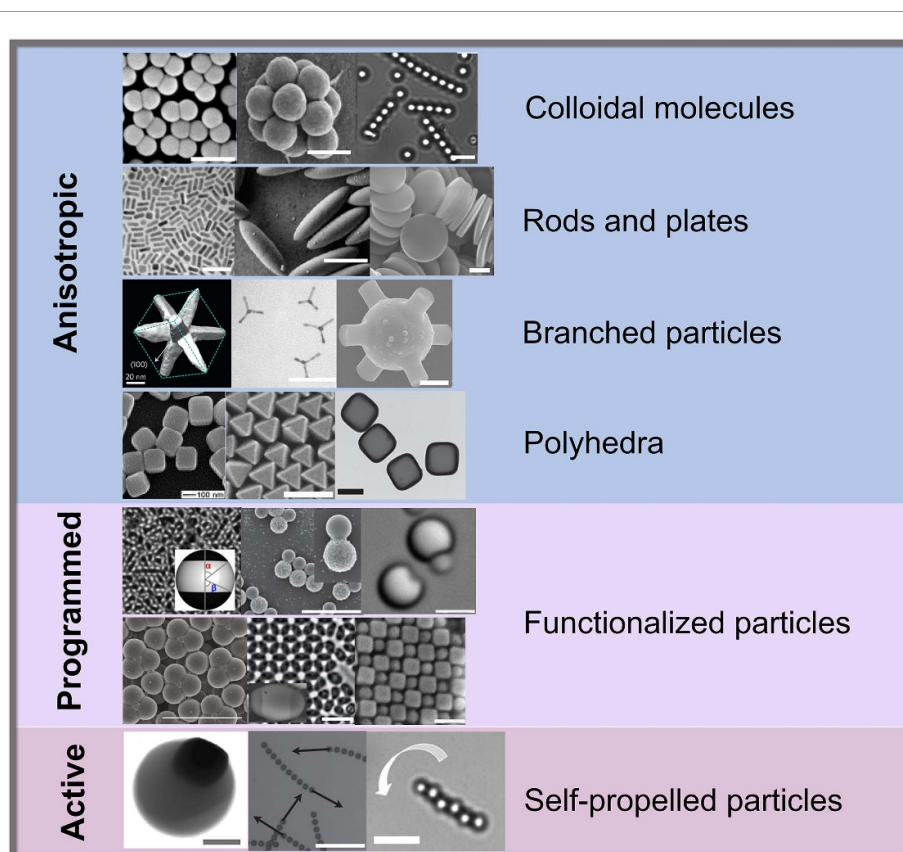 Anisotropic
Colloidal molecules
Rods and plates
(100)
20 nm
Branched particles
100 nm
Polyhedra
Programmed
α
β
Functionalized particles
Active
Self-propelled particles